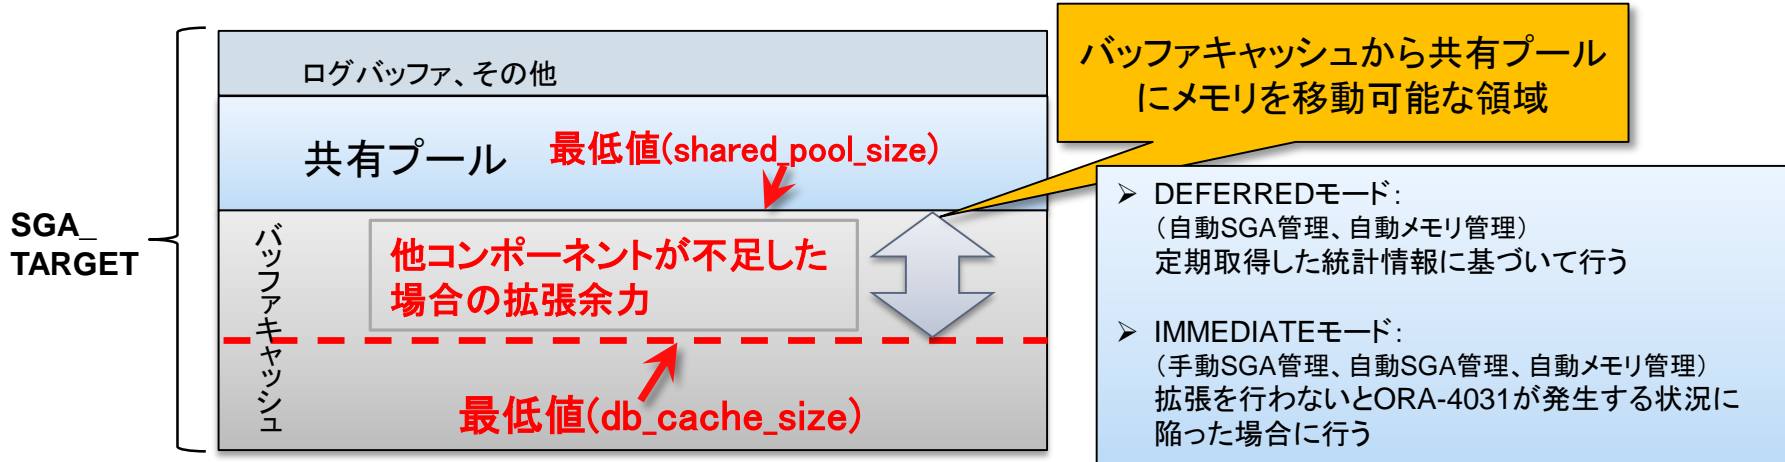 SGA_
TARGET
ログバッファ、その他
共有プール
最低値(shared_pool_size)
バッファキャッシュ
他コンポーネントが不足した
場合の拡張余力
最低値(db_cache_size)
バッファキャッシュから共有プール
にメモリを移動可能な領域
➢ DEFERREDモード:
（自動SGA管理、自動メモリ管理）
定期取得した統計情報に基づいて行う
➢ IMMEDIATEモード:
（手動SGA管理、自動SGA管理、自動メモリ管理）
拡張を行わないとORA-4031が発生する状況に
陥った場合に行う